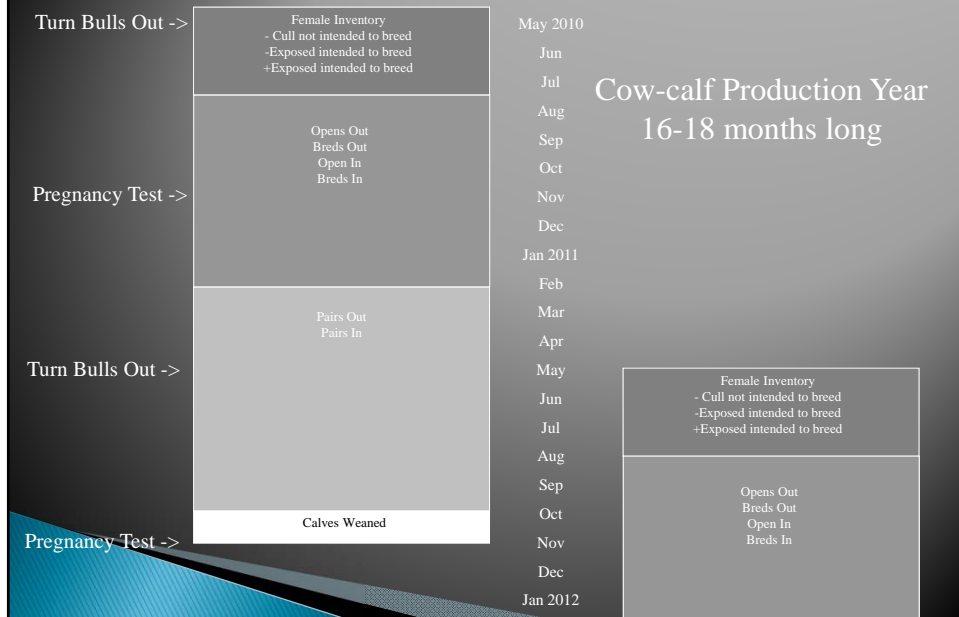 Turn Bulls Out ->
Female Inventory
- Cull not intended to breed
-Exposed intended to breed
+Exposed intended to breed
Opens Out
Breds Out
Open In
Breds In
Pregnancy Test ->
Pairs Out
Pairs In
Turn Bulls Out ->
Calves Weaned
Pregnancy Test ->
May 2010
Jun
Jul
Aug
Sep
Oct
Nov
Dec
Jan 2011
Feb
Mar
Apr
May
Jun
Jul
Aug
Sep
Oct
Nov
Dec
Jan 2012
Cow-calf Production Year
16-18 months long
Female Inventory
- Cull not intended to breed
-Exposed intended to breed
+Exposed intended to breed
Opens Out
Breds Out
Open In
Breds In